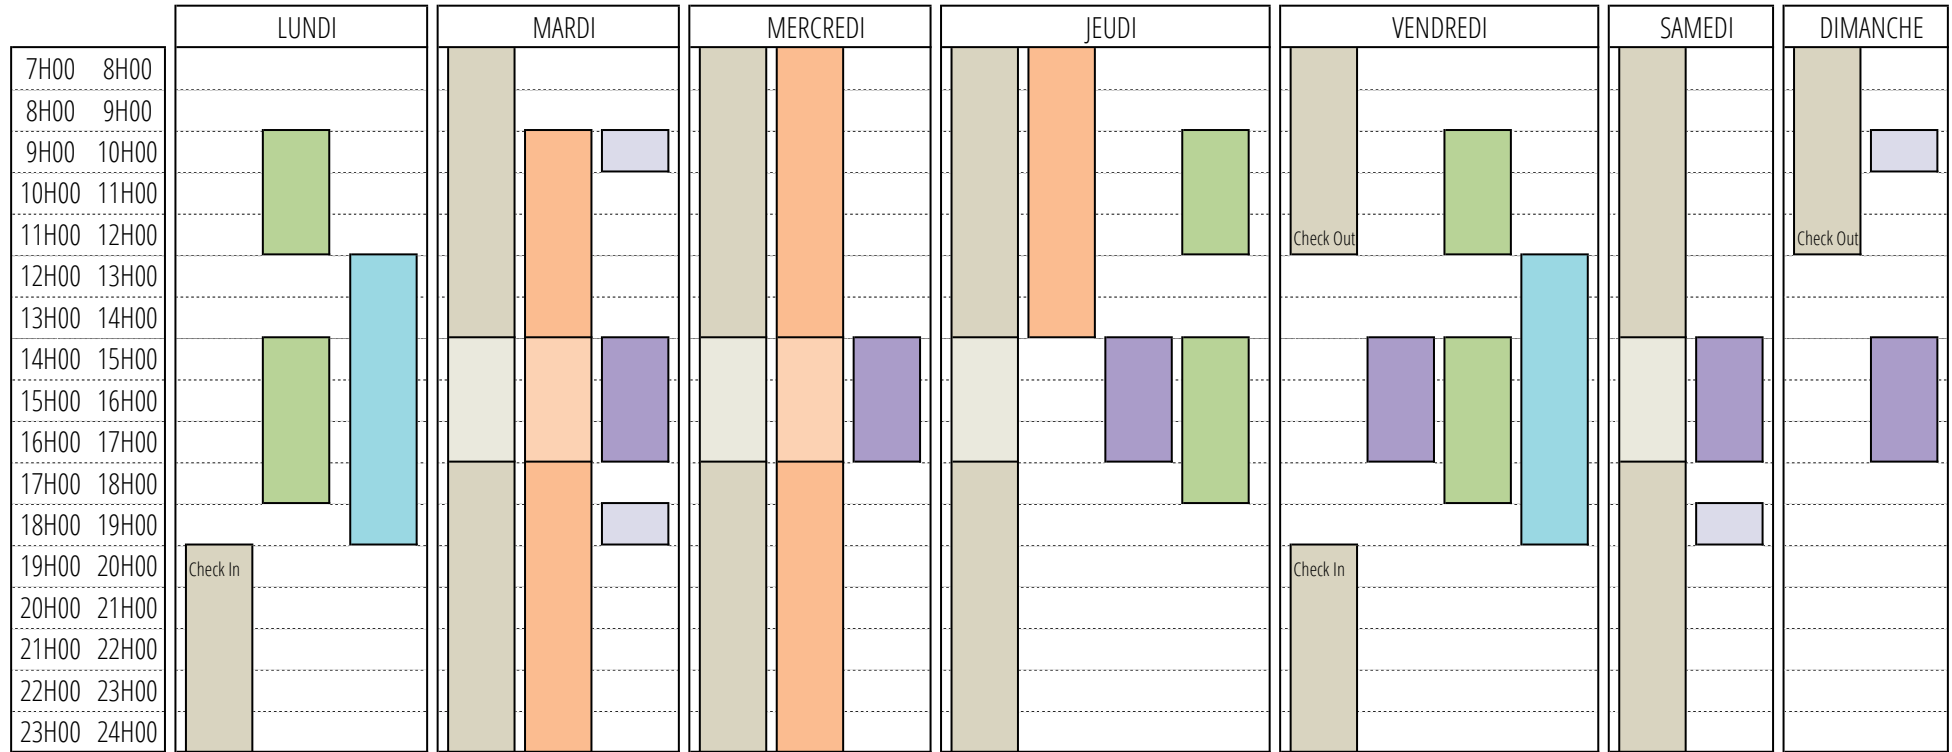 LUNDI MARDI MERCREDI JEUDI VENDREDI SAMEDI DIMANCHE
7H00 8H00
8H00 9H00
9H00 10H00
10H00 11H00
11H00 12H00 Check Out Check Out
12H00 13H00
13H00 14H00
14H00 15H00
15H00 16H00
16H00 17H00
17H00 18H00
18H00 19H00
19H00 20H00 Check In Check In
20H00 21H00
21H00 22H00
22H00 23H00
23H00 24H00